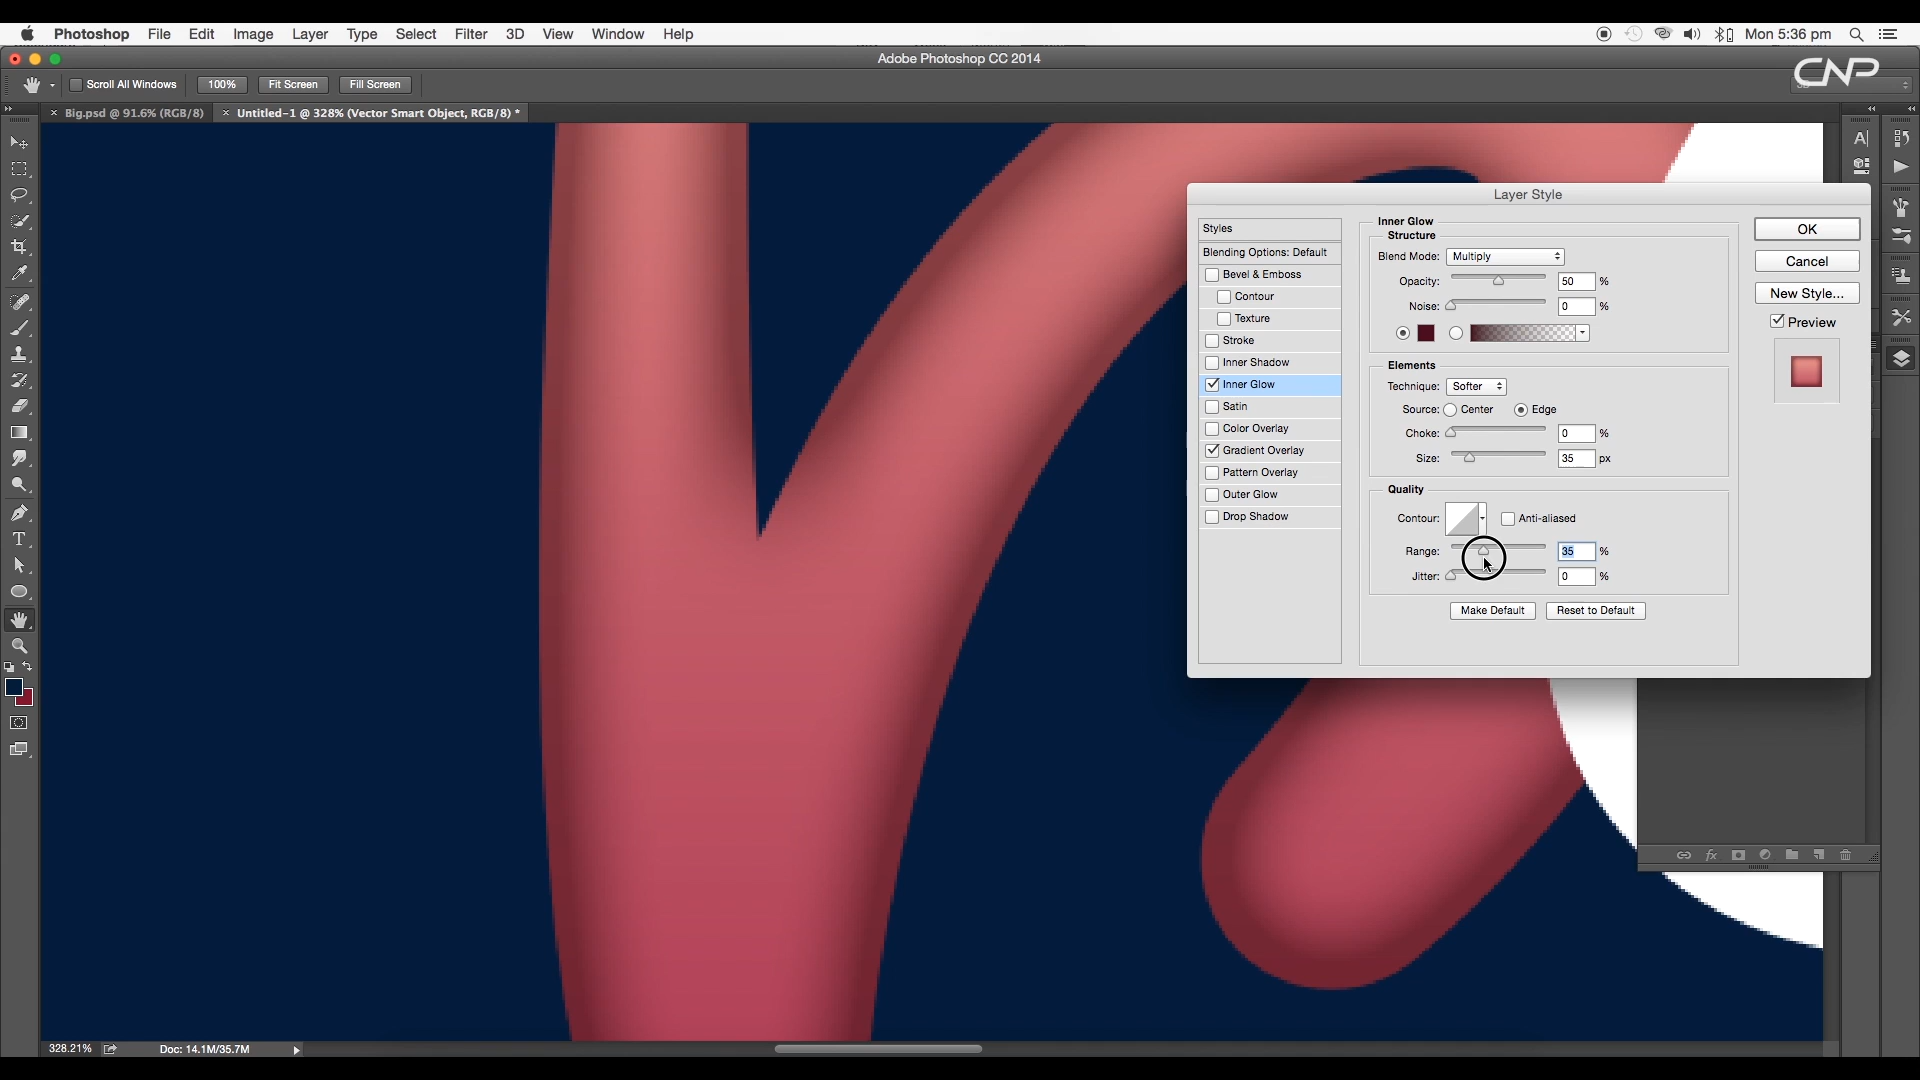 Photoshop File Edit Image Layer Type Select Filter 3D View Window Help Mon 5:36 pm
Adobe Photoshop CC 2014
CNP
Scroll All Windows 100% Fit Screen Fill Screen
× Big.psd @ 91.6% (RGB/8) × Untitled-1 @ 328% (Vector Smart Object, RGB/8) *
Layer Style
Styles
Blending Options: Default
Bevel & Emboss
Contour
Texture
Stroke
Inner Shadow
Inner Glow
Satin
Color Overlay
Gradient Overlay
Pattern Overlay
Outer Glow
Drop Shadow
Inner Glow
Structure
Blend Mode: Multiply
Opacity: 50 %
Noise: 0 %
Elements
Technique: Softer
Source: Center Edge
Choke: 0 %
Size: 35 px
Quality
Contour: Anti-aliased
Range: 35 %
Jitter: 0 %
Make Default Reset to Default
OK
Cancel
New Style...
Preview
328.21% Doc: 14.1M/35.7M